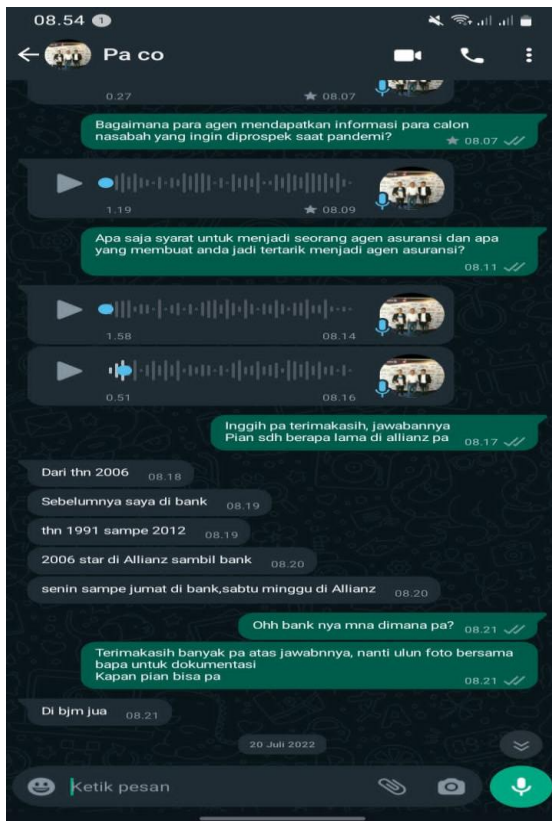 08.54 1
Pa co
0.27 08.07
Bagaimana para agen mendapatkan informasi para calon
nasabah yang ingin diprospek saat pandemi?
08.07
1.19 08.09
Apa saja syarat untuk menjadi seorang agen asuransi dan apa
yang membuat anda jadi tertarik menjadi agen asuransi?
08.11
1.58 08.14
0.51 08.16
Inggih pa terimakasih, jawabannya
Pian sdh berapa lama di allianz pa 08.17
Dari thn 2006 08.18
Sebelumnya saya di bank 08.19
thn 1991 sampe 2012 08.19
2006 star di Allianz sambil bank 08.20
senin sampe jumat di bank,sabtu minggu di Allianz 08.20
Ohh bank nya mna dimana pa? 08.21
Terimakasih banyak pa atas jawabnnya, nanti ulun foto bersama
bapa untuk dokumentasi
Kapan pian bisa pa
08.21
Di bjm jua 08.21
20 Juli 2022
Ketik pesan